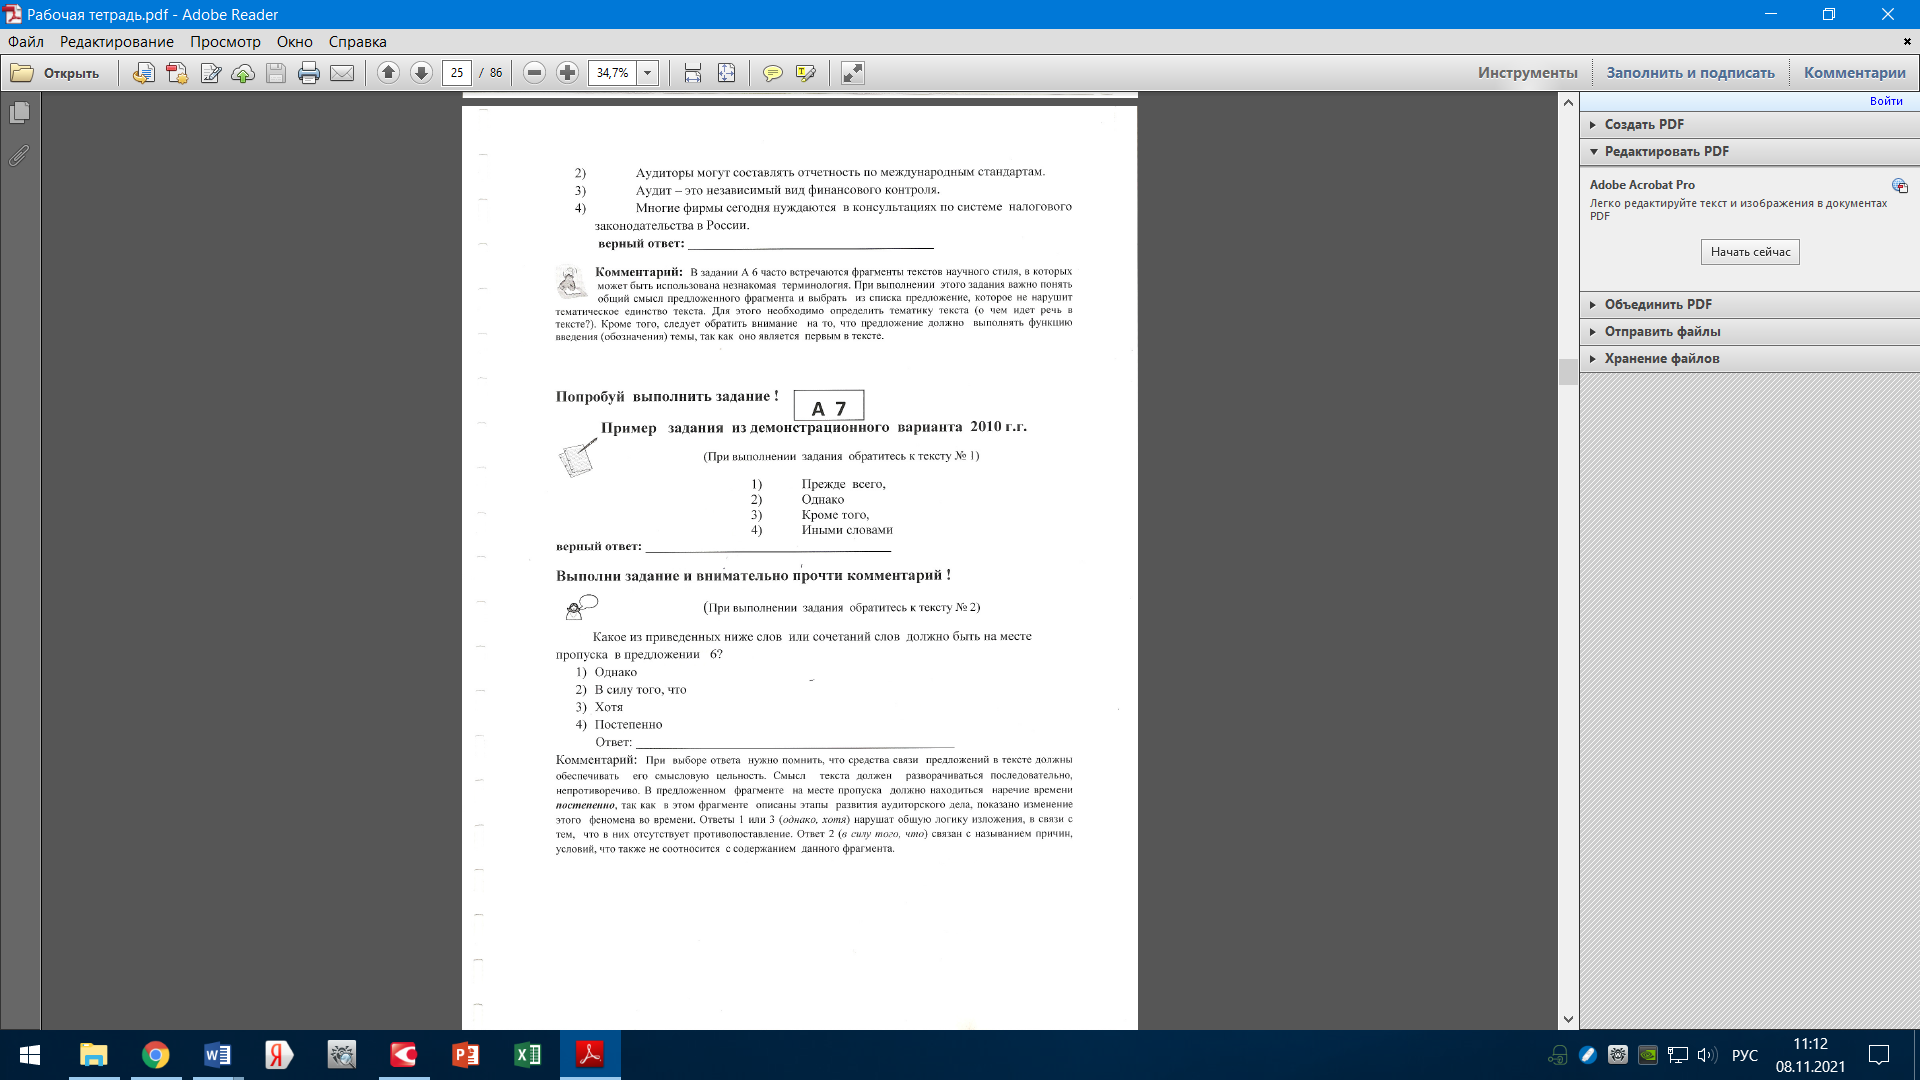 Рабочая тетрадь.pdf - Adobe Reader
Файл Редактирование Просмотр Окно Справка
Открыть 25 / 86 34,7% Инструменты Заполнить и подписать Комментарии
Войти
Создать PDF
Редактировать PDF
Adobe Acrobat Pro
Легко редактируйте текст и изображения в документах
PDF
Начать сейчас
Объединить PDF
Отправить файлы
Хранение файлов
2) Аудиторы могут составлять отчетность по международным стандартам.
3) Аудит – это независимый вид финансового контроля.
4) Многие фирмы сегодня нуждаются в консультациях по системе налогового
законодательства в России.
верный ответ:
Комментарий: В задании А 6 часто встречаются фрагменты текстов научного стиля, в которых
может быть использована незнакомая терминология. При выполнении этого задания важно понять
общий смысл предложенного фрагмента и выбрать из списка предложение, которое не нарушит
тематическое единство текста. Для этого необходимо определить тематику текста (о чем идет речь в
тексте?). Кроме того, следует обратить внимание на то, что предложение должно выполнять функцию
введения (обозначения) темы, так как оно является первым в тексте.
Попробуй выполнить задание !
А 7
Пример задания из демонстрационного варианта 2010 г.г.
(При выполнении задания обратитесь к тексту № 1)
1) Прежде всего,
2) Однако
3) Кроме того,
4) Иными словами
верный ответ:
Выполни задание и внимательно прочти комментарий !
(При выполнении задания обратитесь к тексту № 2)
Какое из приведенных ниже слов или сочетаний слов должно быть на месте
пропуска в предложении 6?
1) Однако
2) В силу того, что
3) Хотя
4) Постепенно
Ответ:
Комментарий: При выборе ответа нужно помнить, что средства связи предложений в тексте должны
обеспечивать его смысловую цельность. Смысл текста должен разворачиваться последовательно,
непротиворечиво. В предложенном фрагменте на месте пропуска должно находиться наречие времени
постепенно, так как в этом фрагменте описаны этапы развития аудиторского дела, показано изменение
этого феномена во времени. Ответы 1 или 3 (однако, хотя) нарушат общую логику изложения, в связи с
тем, что в них отсутствует противопоставление. Ответ 2 (в силу того, что) связан с называнием причин,
условий, что также не соотносится с содержанием данного фрагмента.
РУС
11:12
08.11.2021